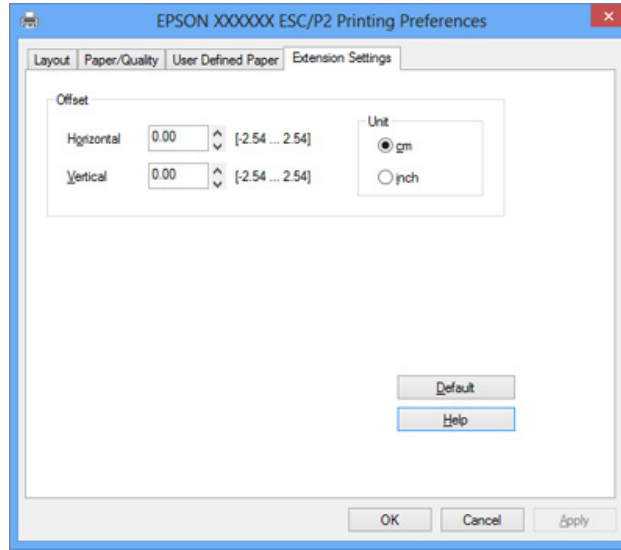 EPSON XXXXXX ESC/P2 Printing Preferences
Layout Paper/Quality User Defined Paper Extension Settings
Offset
Unit
Horizontal 0.00 [-2.54 ... 2.54] cm
Vertical 0.00 [-2.54 ... 2.54] inch
Default
Help
OK Cancel Apply